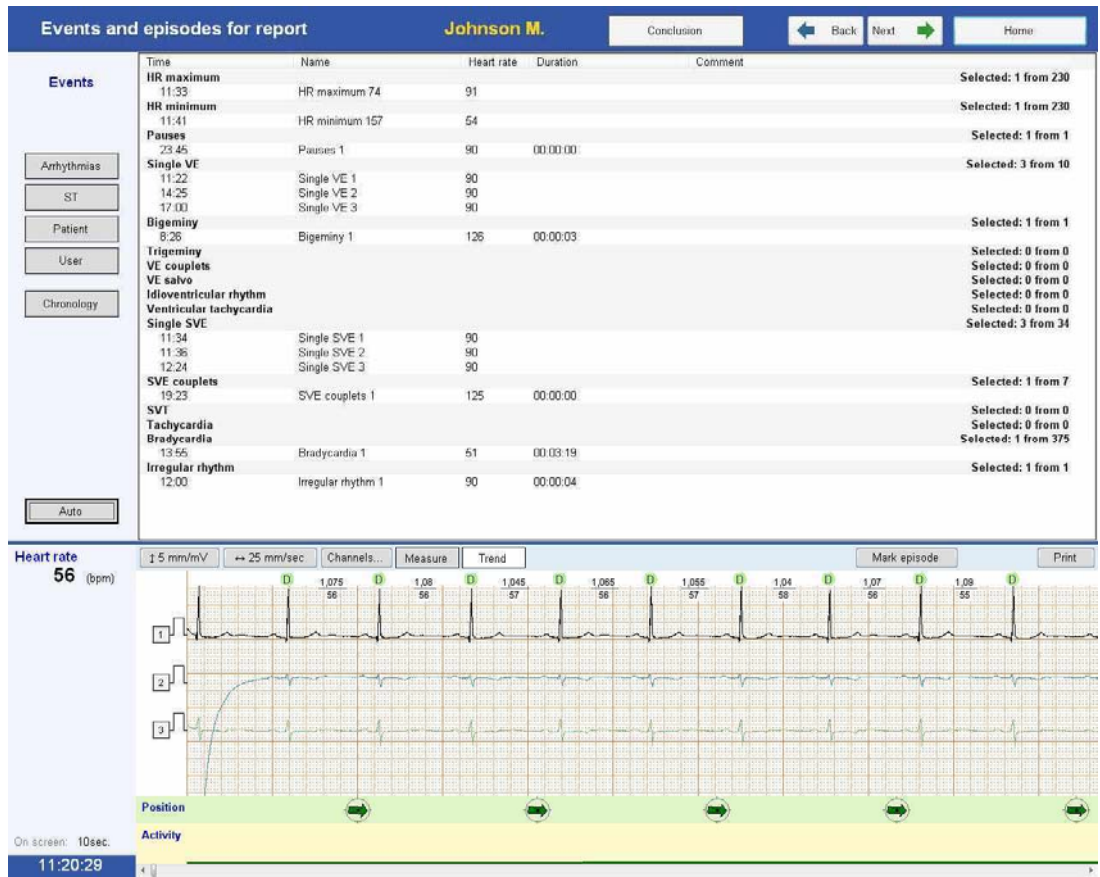 Events and episodes for report Johnson M. Conclusion Back Next Home
Events
Arrhythmias
ST
Patient
User
Chronology
Auto
Time Name Heart rate Duration Comment
HR maximum Selected: 1 from 230
11:33 HR maximum 74 91
HR minimum Selected: 1 from 230
11:41 HR minimum 157 54
Pauses Selected: 1 from 1
23:45 Pauses 1 90 00:00:00
Single VE Selected: 3 from 10
11:22 Single VE 1 90
14:25 Single VE 2 90
17:00 Single VE 3 90
Bigeminy Selected: 1 from 1
8:26 Bigeminy 1 126 00:00:03
Trigeminy Selected: 0 from 0
VE couplets Selected: 0 from 0
VE salvo Selected: 0 from 0
Idioventricular rhythm Selected: 0 from 0
Ventricular tachycardia Selected: 0 from 0
Single SVE Selected: 3 from 34
11:34 Single SVE 1 90
11:36 Single SVE 2 90
12:24 Single SVE 3 90
SVE couplets Selected: 1 from 7
19:23 SVE couplets 1 125 00:00:00
SVT Selected: 0 from 0
Tachycardia Selected: 0 from 0
Bradycardia Selected: 1 from 375
13:55 Bradycardia 1 51 00:03:19
Irregular rhythm Selected: 1 from 1
12:00 Irregular rhythm 1 90 00:00:04
Heart rate
56 (bpm)
↕ 5 mm/mV ↔ 25 mm/sec Channels... Measure Trend Mark episode Print
D 1,075 D 1,08 D 1,045 D 1,065 D 1,055 D 1,04 D 1,07 D 1,09 D
56 56 57 56 57 58 56 55
1
2
3
Position
Activity
On screen: 10sec.
11:20:29